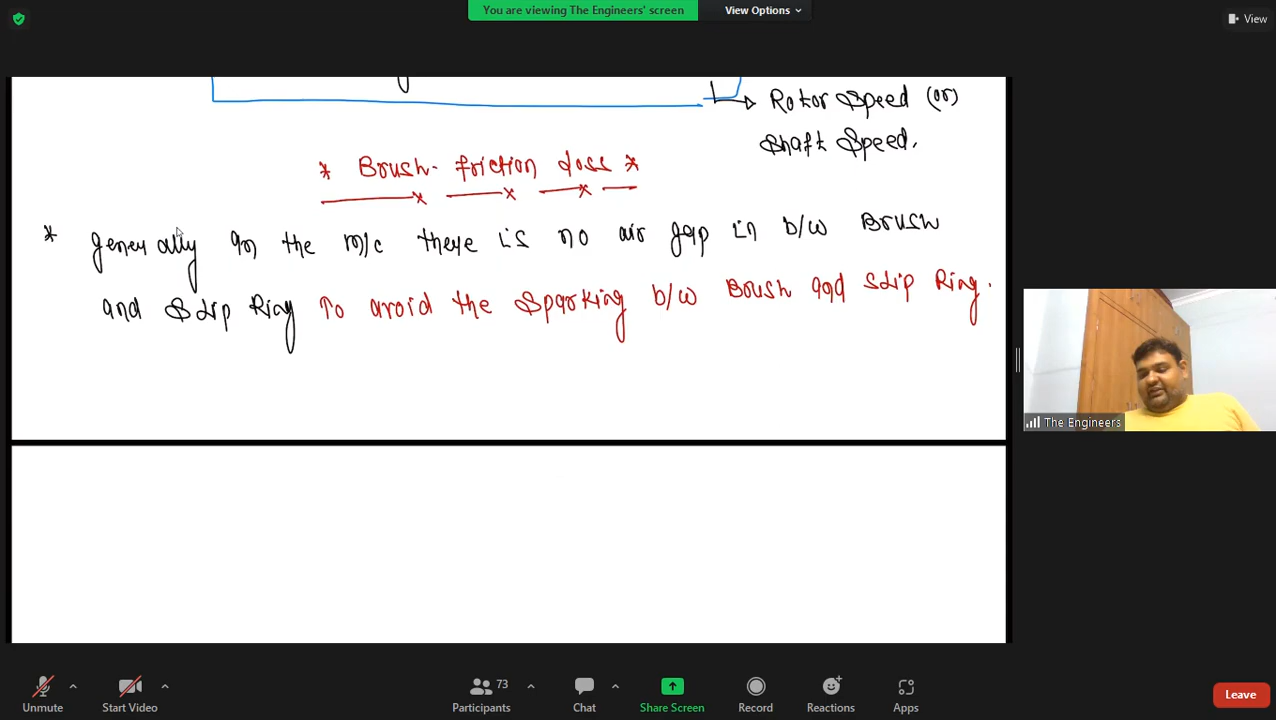 You are viewing The Engineers' screen
View Options
View
Rotor Speed (or)
Shaft Speed.
* Brush- friction loss *
* generally in the m/c there is no air gap in b/w Brush
and Slip Ring To avoid the Sparking b/w Brush and slip Ring.
The Engineers
Unmute
Start Video
Participants
73
Chat
Share Screen
Record
Reactions
Apps
Leave